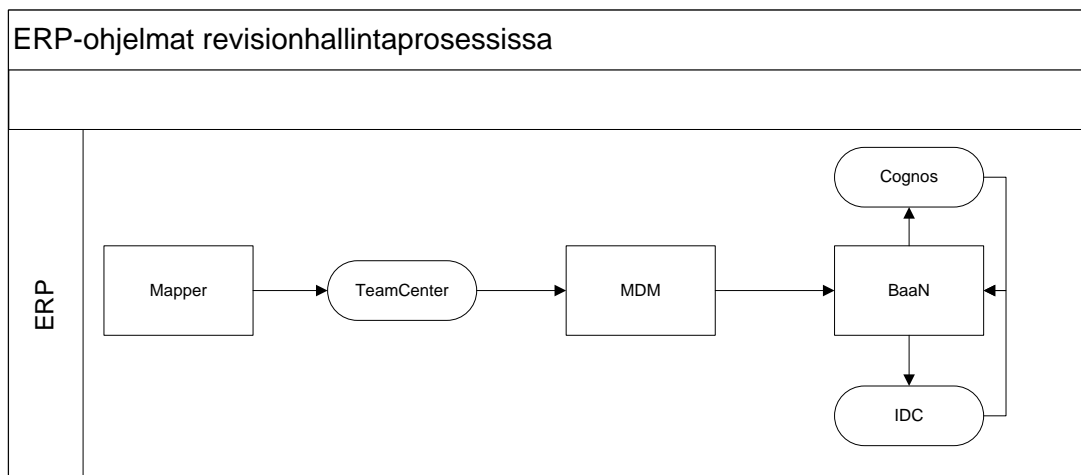 ERP-ohjelmat revisionhallintaprosessissa
ERP
Cognos
Mapper
TeamCenter
MDM
BaaN
IDC